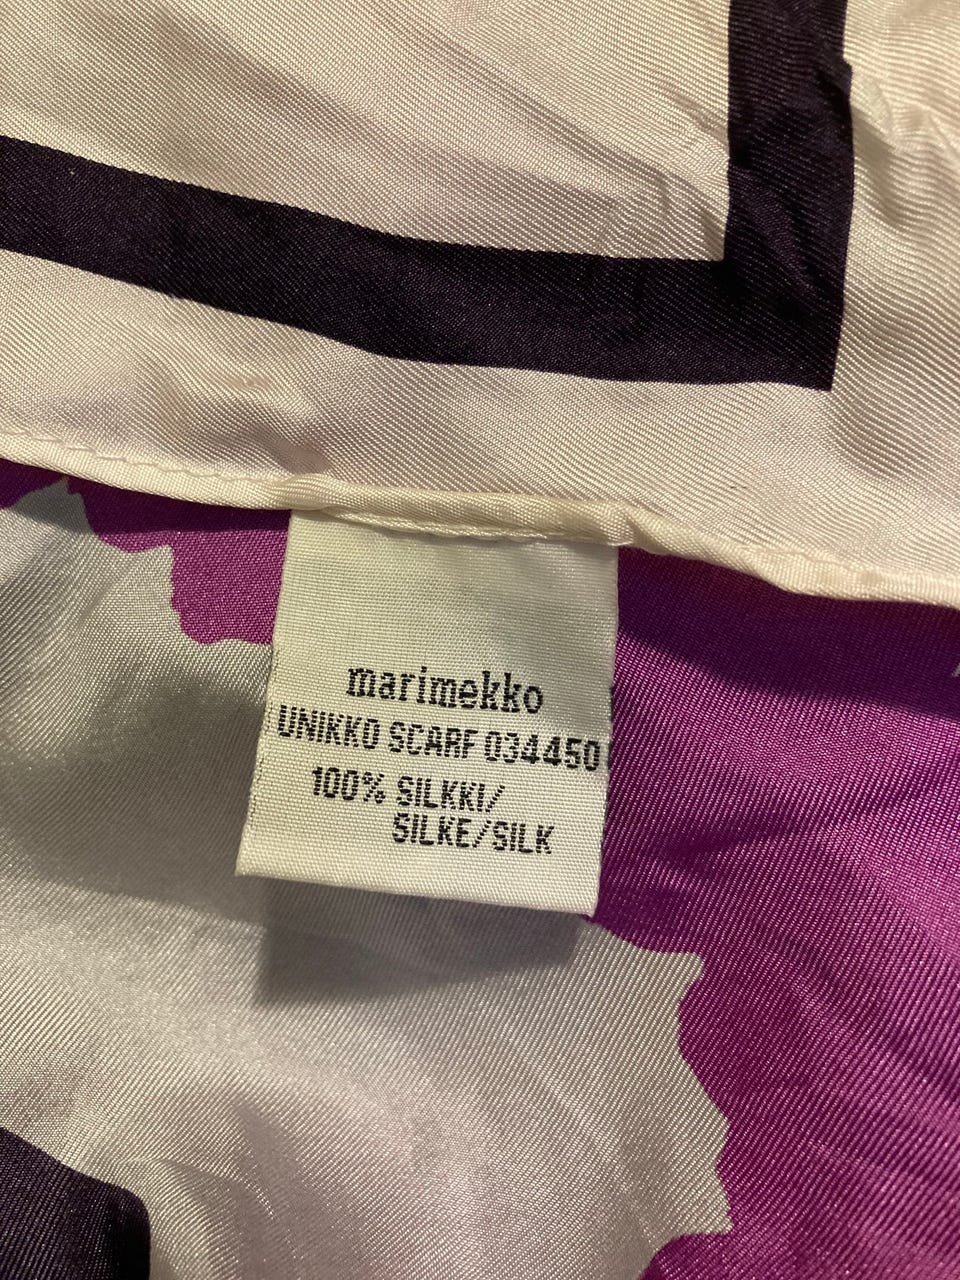 marimekko
UNIKKO SCARF 034450
100% SILKKI/
SILKE/SILK